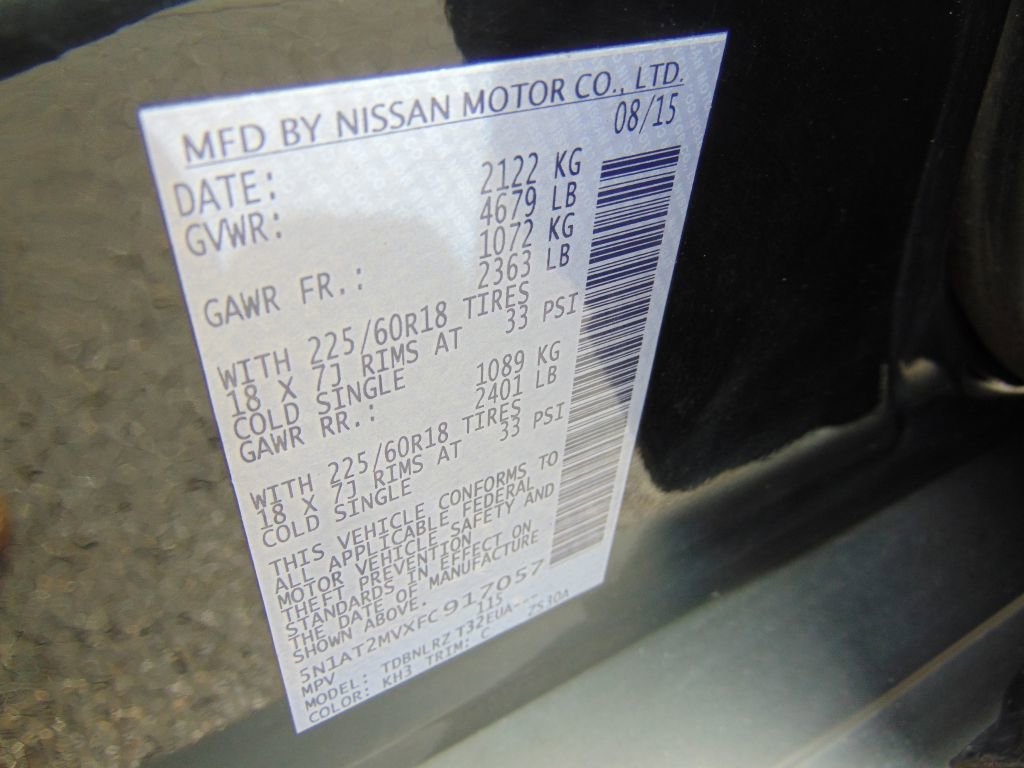 MFD BY NISSAN MOTOR CO., LTD.
DATE: 08/15
GVWR: 2122 KG
4679 LB
GAWR FR.: 1072 KG
2363 LB
WITH 225/60R18 TIRES
18 X 7J RIMS AT 33 PSI
COLD SINGLE
GAWR RR.: 1089 KG
2401 LB
WITH 225/60R18 TIRES
18 X 7J RIMS AT 33 PSI
COLD SINGLE
THIS VEHICLE CONFORMS TO
ALL APPLICABLE FEDERAL
MOTOR VEHICLE SAFETY AND
THEFT PREVENTION
STANDARDS IN EFFECT ON
THE DATE OF MANUFACTURE
SHOWN ABOVE.
5N1AT2MVXFC917057
MPV 115
MODEL: TDBNLRZ T32EUA---
COLOR: KH3 TRIM: C ZS30A